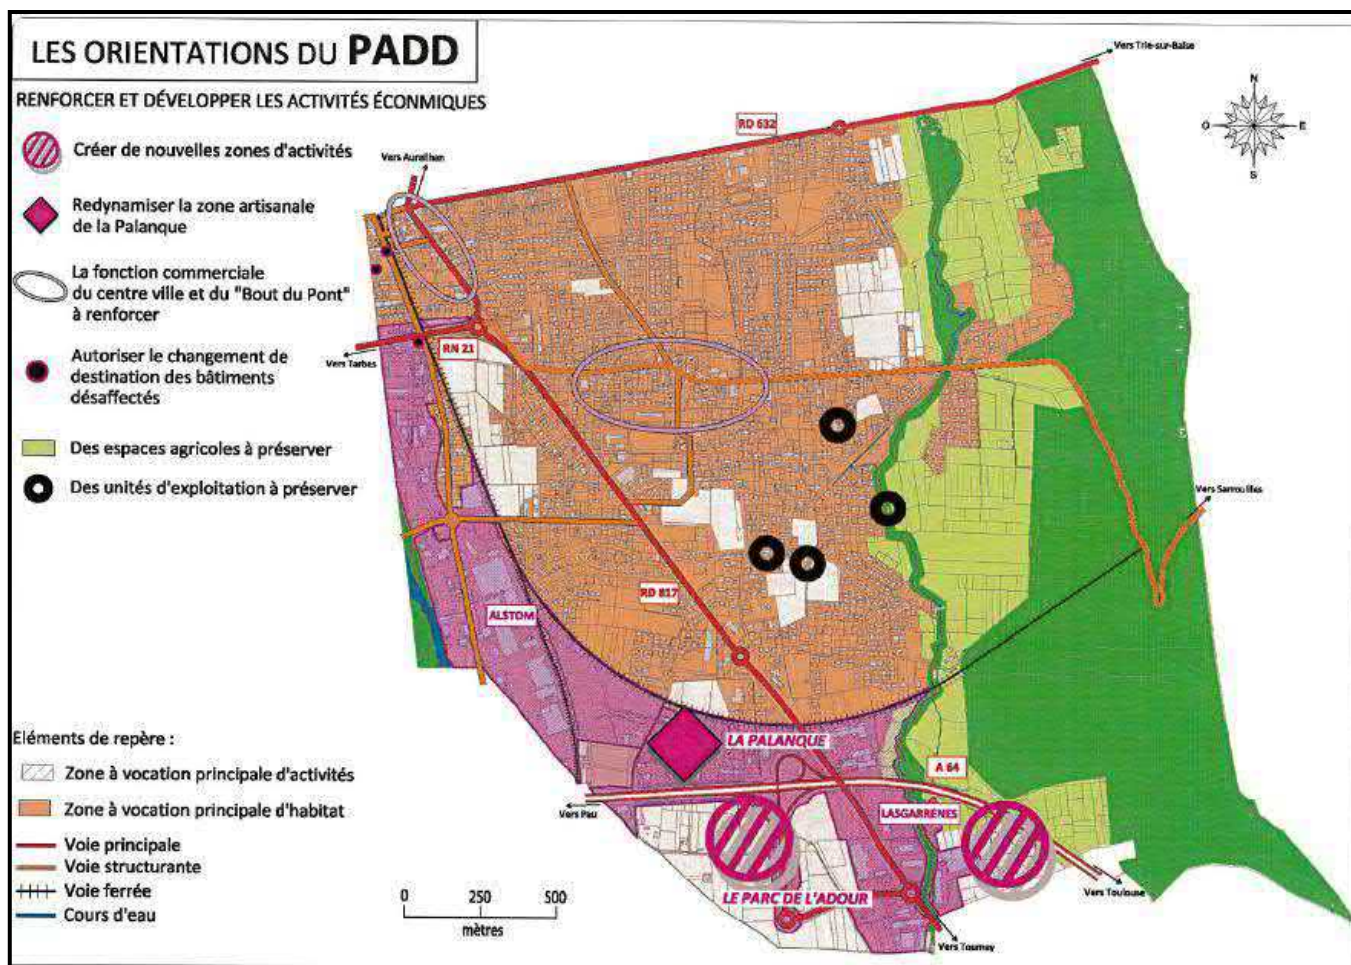 LES ORIENTATIONS DU PADD
RENFORCER ET DÉVELOPPER LES ACTIVITÉS ÉCONMIQUES
Créer de nouvelles zones d'activités
Redynamiser la zone artisanale
de la Palanque
La fonction commerciale
du centre ville et du "Bout du Pont"
à renforcer
Autoriser le changement de
destination des bâtiments
désaffectés
Des espaces agricoles à préserver
Des unités d'exploitation à préserver
Eléments de repère :
Zone à vocation principale d'activités
Zone à vocation principale d'habitat
Voie principale
Voie structurante
Voie ferrée
Cours d'eau
0 250 500
mètres
Vers Trie-sur-Baïse
N
O
E
S
RD 632
Vers Aureilhan
Vers Tarbes
RN 21
Vers Sarrouilles
RD 817
ALSTOM
LA PALANQUE
A 64
Vers Pau
LASGARRENES
LE PARC DE L'ADOUR
Vers Toulouse
Vers Tournay